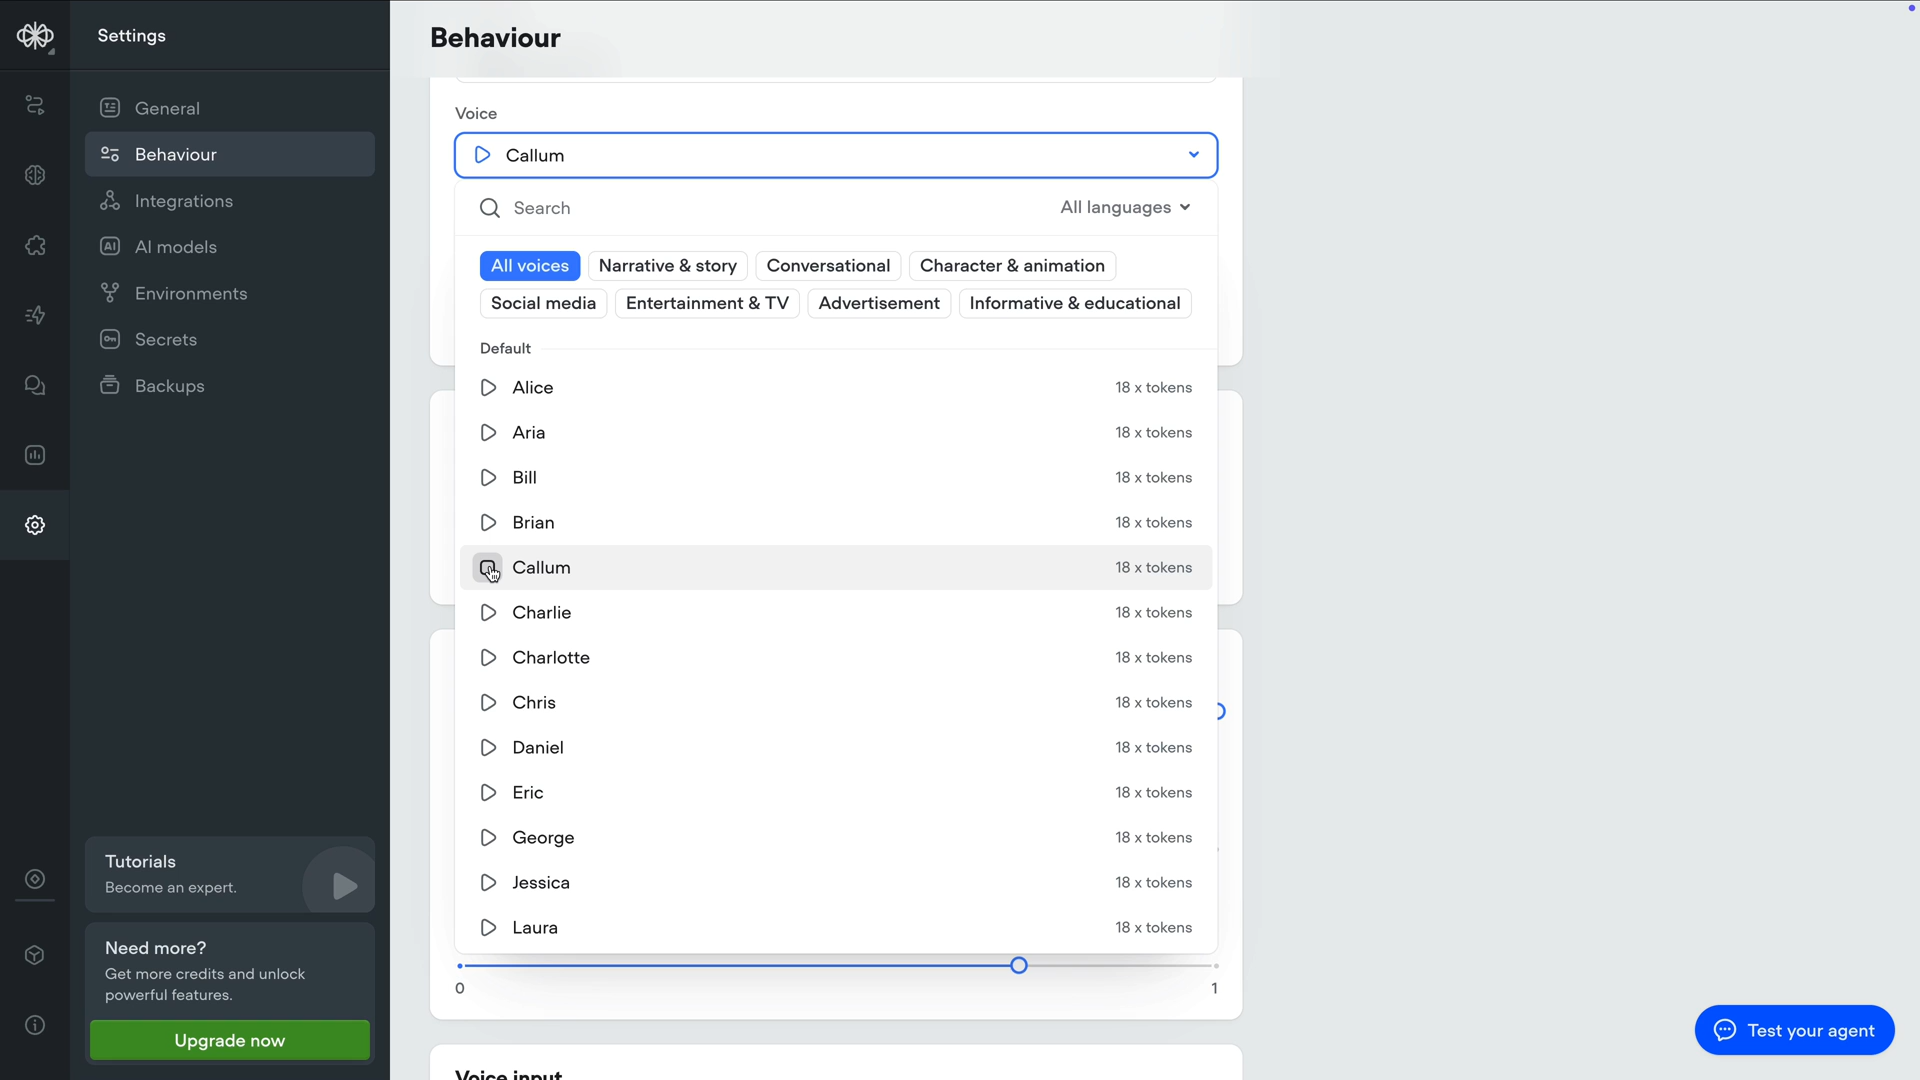 Settings
General
Behaviour
Integrations
AI models
Environments
Secrets
Backups
Tutorials
Become an expert.
Need more?
Get more credits and unlock
powerful features.
Upgrade now
Behaviour
Voice
Callum
Search All languages
All voices Narrative & story Conversational Character & animation
Social media Entertainment & TV Advertisement Informative & educational
Default
Alice 18 x tokens
Aria 18 x tokens
Bill 18 x tokens
Brian 18 x tokens
Callum 18 x tokens
Charlie 18 x tokens
Charlotte 18 x tokens
Chris 18 x tokens
Daniel 18 x tokens
Eric 18 x tokens
George 18 x tokens
Jessica 18 x tokens
Laura 18 x tokens
0 1
Voice input
Test your agent